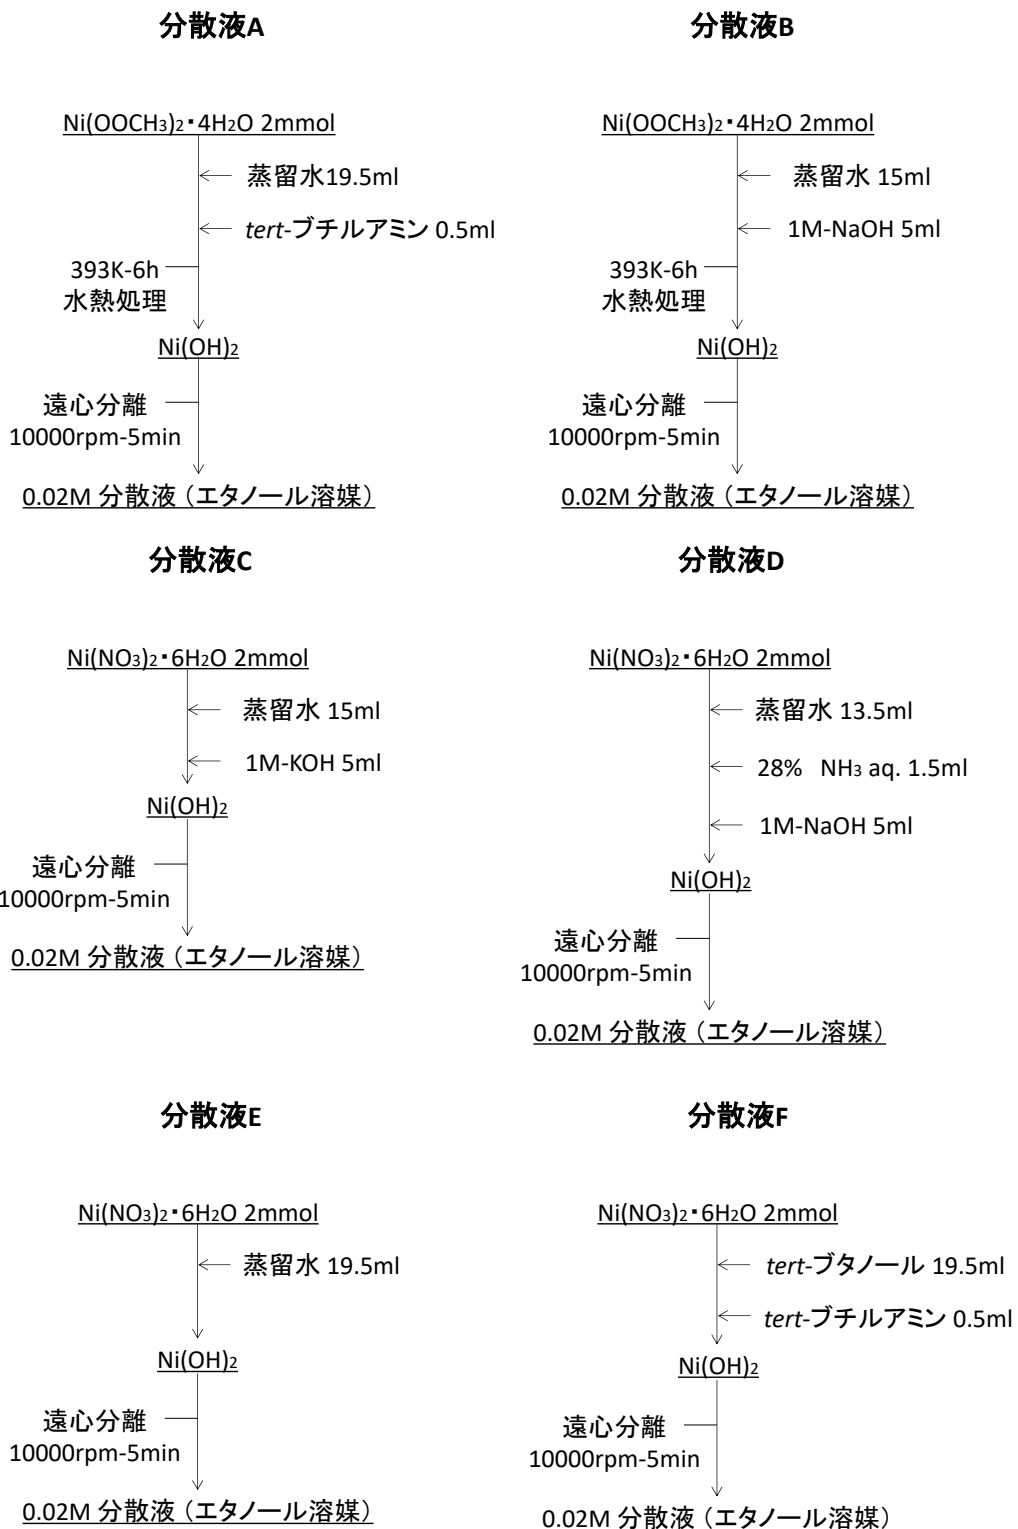 分散液A
Ni(OOCH3)2・4H2O 2mmol
蒸留水19.5ml
tert-ブチルアミン 0.5ml
393K-6h
水熱処理
Ni(OH)2
遠心分離
10000rpm-5min
0.02M 分散液（エタノール溶媒）
分散液B
Ni(OOCH3)2・4H2O 2mmol
蒸留水 15ml
1M-NaOH 5ml
393K-6h
水熱処理
Ni(OH)2
遠心分離
10000rpm-5min
0.02M 分散液（エタノール溶媒）
分散液C
Ni(NO3)2・6H2O 2mmol
蒸留水 15ml
1M-KOH 5ml
Ni(OH)2
遠心分離
10000rpm-5min
0.02M 分散液（エタノール溶媒）
分散液D
Ni(NO3)2・6H2O 2mmol
蒸留水 13.5ml
28% NH3 aq. 1.5ml
1M-NaOH 5ml
Ni(OH)2
遠心分離
10000rpm-5min
0.02M 分散液（エタノール溶媒）
分散液E
Ni(NO3)2・6H2O 2mmol
蒸留水 19.5ml
Ni(OH)2
遠心分離
10000rpm-5min
0.02M 分散液（エタノール溶媒）
分散液F
Ni(NO3)2・6H2O 2mmol
tert-ブタノール 19.5ml
tert-ブチルアミン 0.5ml
Ni(OH)2
遠心分離
10000rpm-5min
0.02M 分散液（エタノール溶媒）